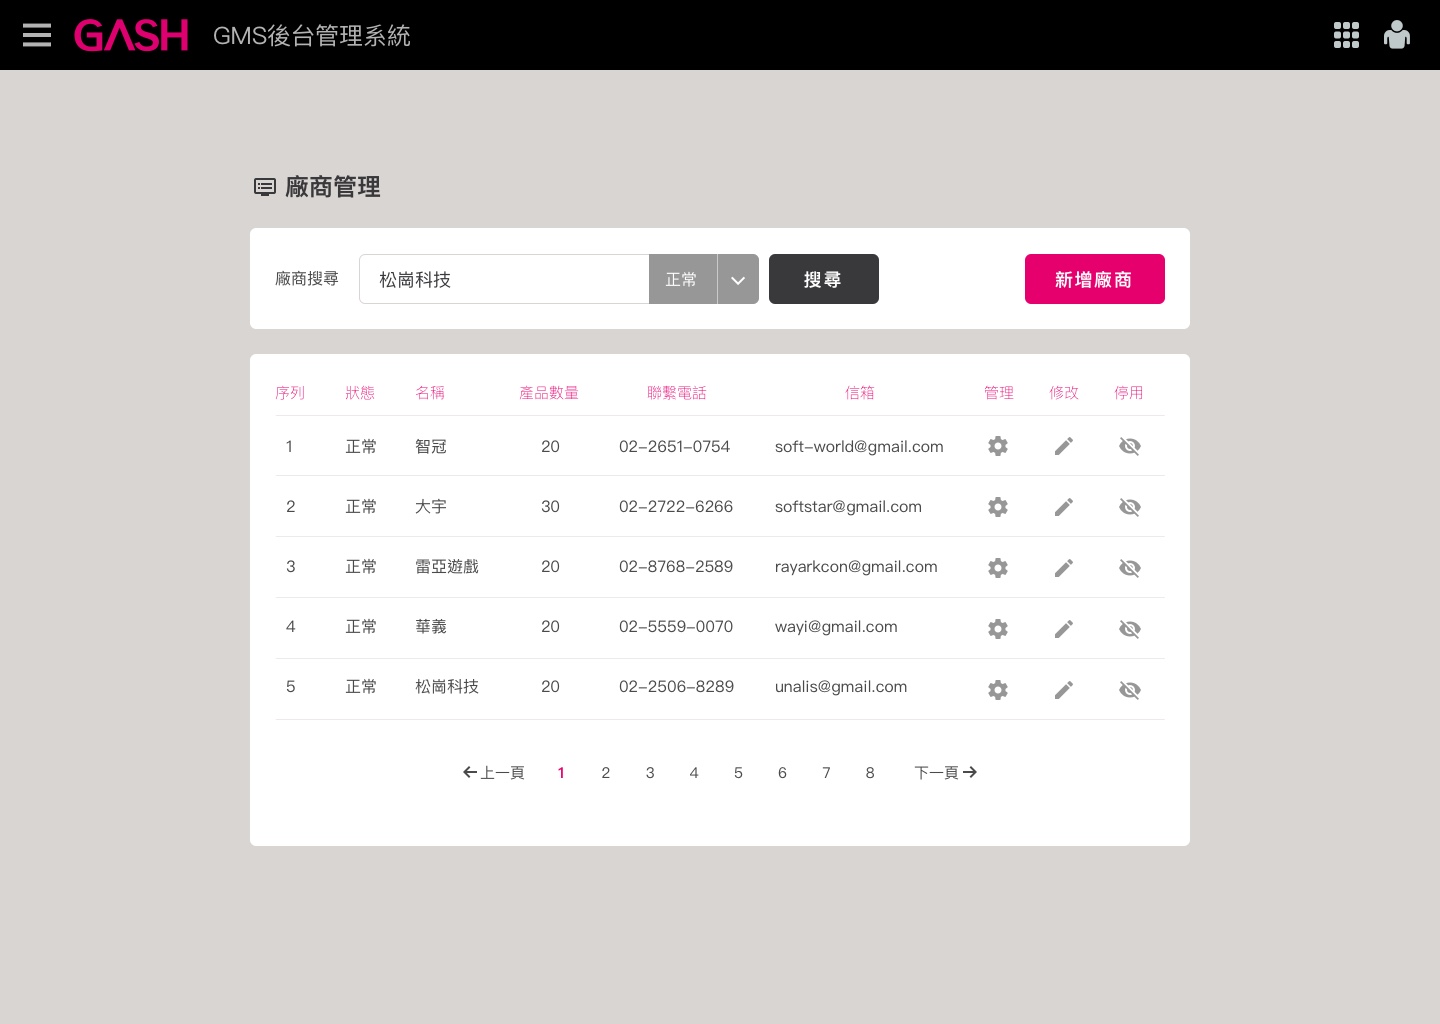 GASH GMS後台管理系統
廠商管理
廠商搜尋 松崗科技 正常 搜尋 新增廠商
序列 狀態 名稱 產品數量 聯繫電話 信箱 管理 修改 停用
1 正常 智冠 20 02-2651-0754 soft-world@gmail.com
2 正常 大宇 30 02-2722-6266 softstar@gmail.com
3 正常 雷亞遊戲 20 02-8768-2589 rayarkcon@gmail.com
4 正常 華義 20 02-5559-0070 wayi@gmail.com
5 正常 松崗科技 20 02-2506-8289 unalis@gmail.com
上一頁 1 2 3 4 5 6 7 8 下一頁